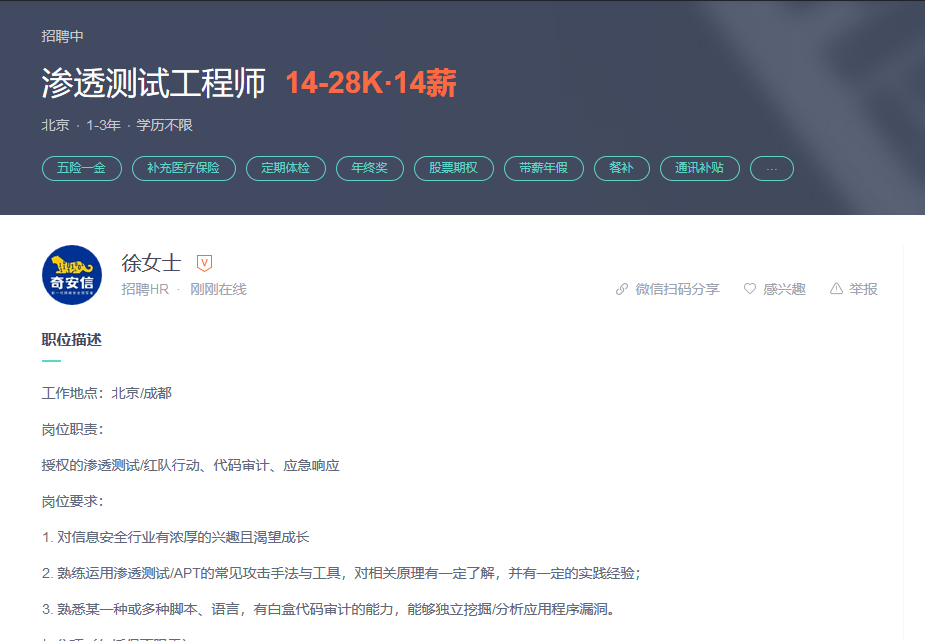 招聘中
渗透测试工程师 14-28K·14薪
北京 · 1-3年 · 学历不限
五险一金 补充医疗保险 定期体检 年终奖 股票期权 带薪年假 餐补 通讯补贴 ...
奇安信
徐女士 V
招聘HR · 刚刚在线
微信扫码分享 感兴趣 举报
职位描述
工作地点：北京/成都
岗位职责：
授权的渗透测试/红队行动、代码审计、应急响应
岗位要求：
1. 对信息安全行业有浓厚的兴趣且渴望成长
2. 熟练运用渗透测试/APT的常见攻击手法与工具，对相关原理有一定了解，并有一定的实践经验；
3. 熟悉某一种或多种脚本、语言，有白盒代码审计的能力，能够独立挖掘/分析应用程序漏洞。